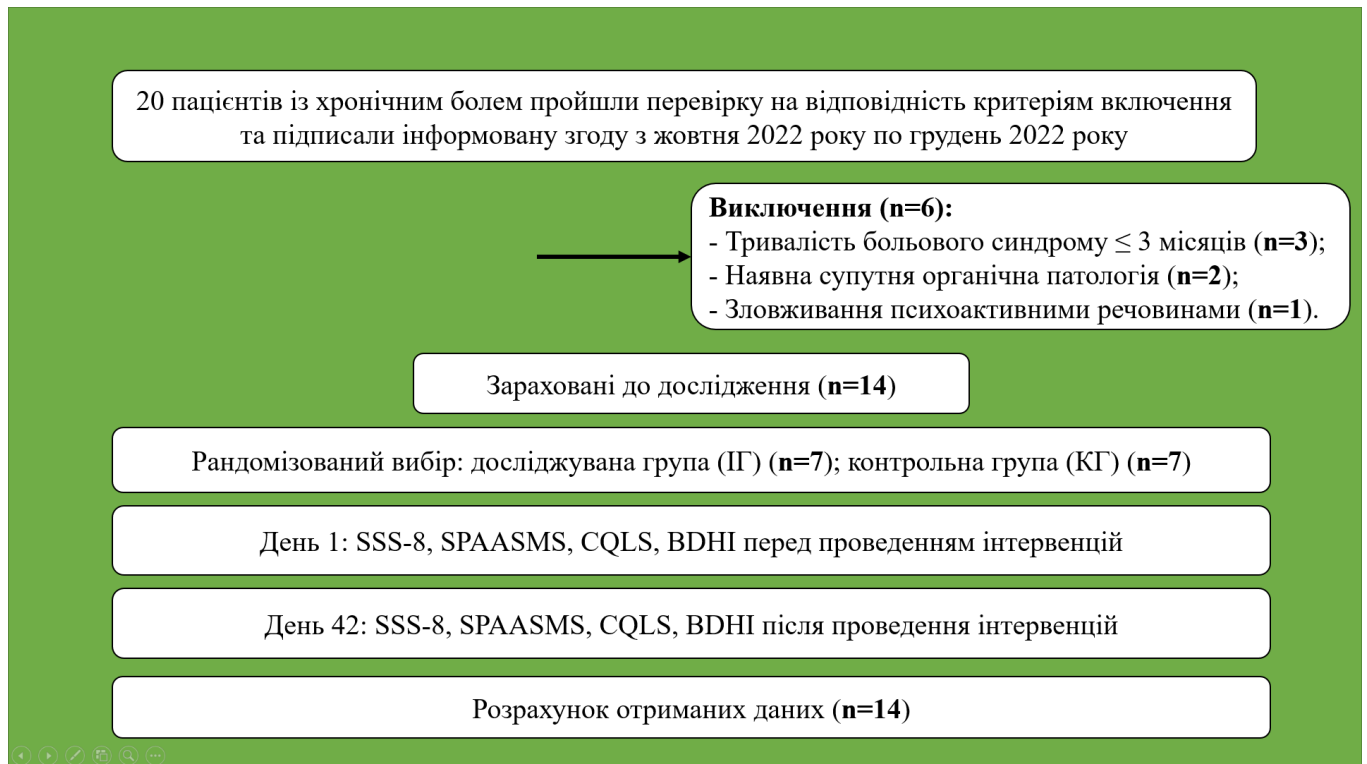 20 пацієнтів із хронічним болем пройшли перевірку на відповідність критеріям включення
та підписали інформовану згоду з жовтня 2022 року по грудень 2022 року
Виключення (n=6):
- Тривалість больового синдрому ≤ 3 місяців (n=3);
- Наявна супутня органічна патологія (n=2);
- Зловживання психоактивними речовинами (n=1).
Зараховані до дослідження (n=14)
Рандомізований вибір: досліджувана група (ІГ) (n=7); контрольна група (КГ) (n=7)
День 1: SSS-8, SPAASMS, CQLS, BDHI перед проведенням інтервенцій
День 42: SSS-8, SPAASMS, CQLS, BDHI після проведення інтервенцій
Розрахунок отриманих даних (n=14)